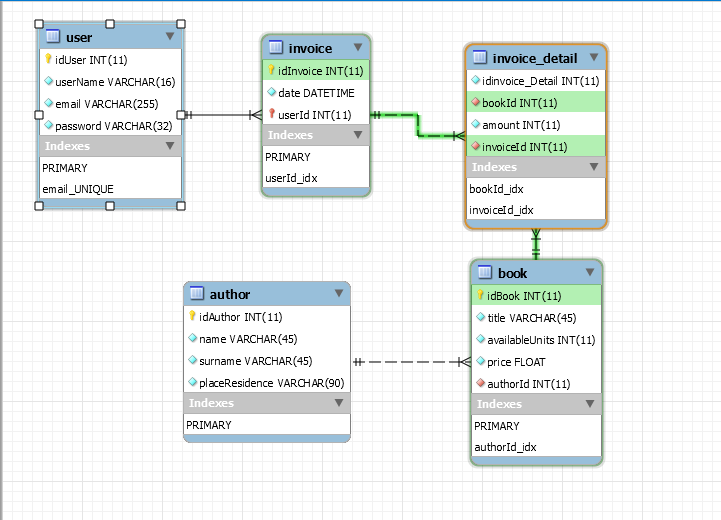 user
idUser INT(11)
userName VARCHAR(16)
email VARCHAR(255)
password VARCHAR(32)
Indexes
PRIMARY
email_UNIQUE
invoice
idInvoice INT(11)
date DATETIME
userId INT(11)
Indexes
PRIMARY
userId_idx
invoice_detail
idinvoice_Detail INT(11)
bookId INT(11)
amount INT(11)
invoiceId INT(11)
Indexes
bookId_idx
invoiceId_idx
author
idAuthor INT(11)
name VARCHAR(45)
surname VARCHAR(45)
placeResidence VARCHAR(90)
Indexes
PRIMARY
book
idBook INT(11)
title VARCHAR(45)
availableUnits INT(11)
price FLOAT
authorId INT(11)
Indexes
PRIMARY
authorId_idx